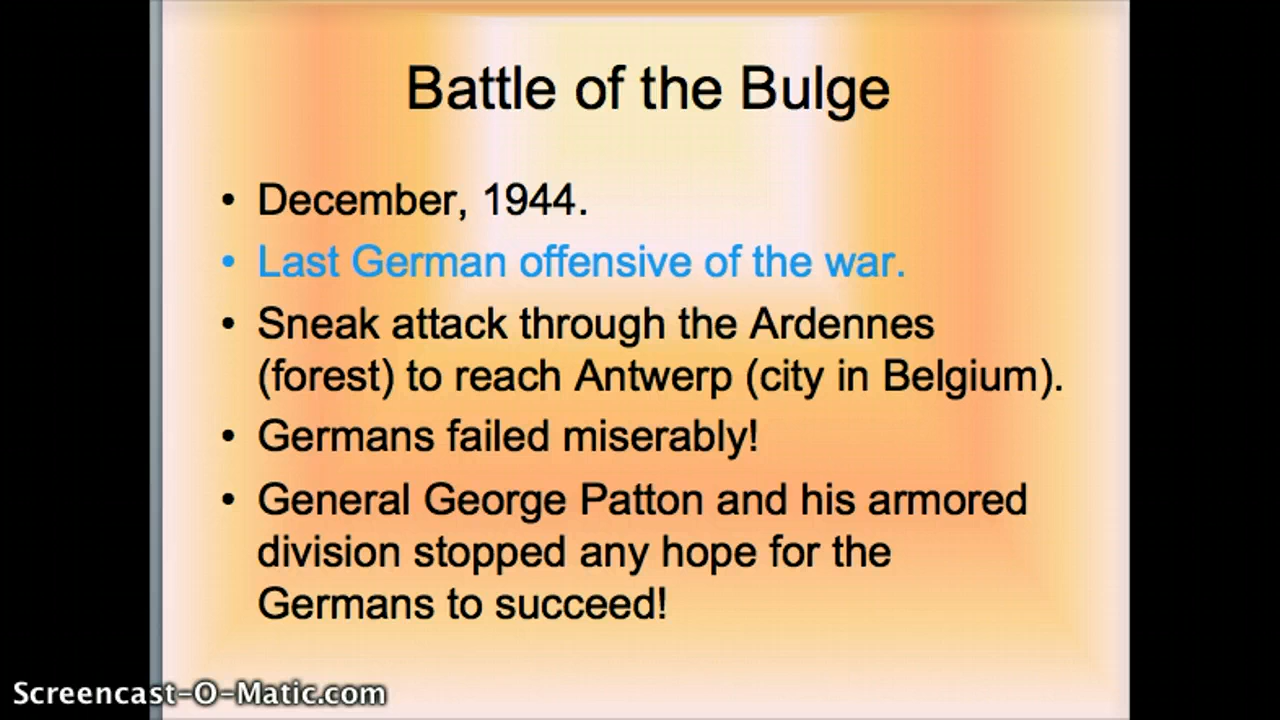 Battle of the Bulge
• December, 1944.
• Last German offensive of the war.
• Sneak attack through the Ardennes
(forest) to reach Antwerp (city in Belgium).
• Germans failed miserably!
• General George Patton and his armored
division stopped any hope for the
Germans to succeed!
Screencast-O-Matic.com